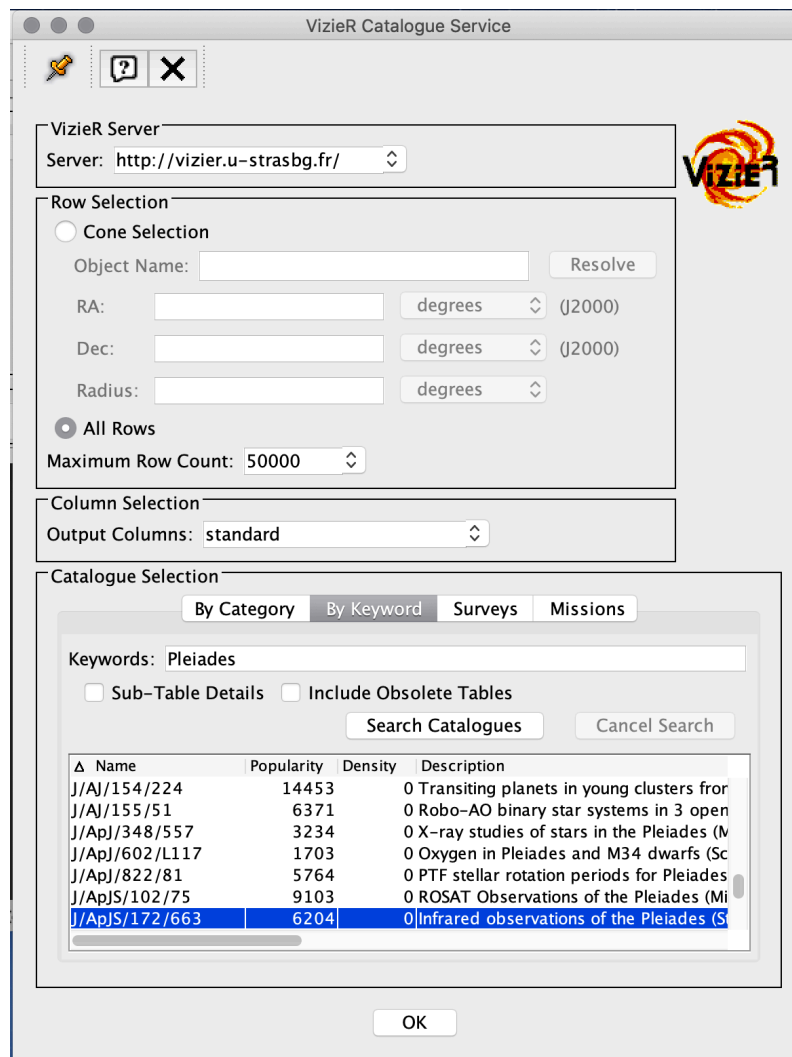 VizieR Catalogue Service
VizieR Server
Server: http://vizier.u-strasbg.fr/
VizieR
Row Selection
Cone Selection
Object Name: Resolve
RA: degrees (J2000)
Dec: degrees (J2000)
Radius: degrees
All Rows
Maximum Row Count: 50000
Column Selection
Output Columns: standard
Catalogue Selection
By Category By Keyword Surveys Missions
Keywords: Pleiades
Sub-Table Details Include Obsolete Tables
Search Catalogues Cancel Search
Δ Name Popularity Density Description
J/AJ/154/224 14453 0 Transiting planets in young clusters fror
J/AJ/155/51 6371 0 Robo-AO binary star systems in 3 open
J/ApJ/348/557 3234 0 X-ray studies of stars in the Pleiades (M
J/ApJ/602/L117 1703 0 Oxygen in Pleiades and M34 dwarfs (Sc
J/ApJ/822/81 5764 0 PTF stellar rotation periods for Pleiades
J/ApJS/102/75 9103 0 ROSAT Observations of the Pleiades (Mi
J/ApJS/172/663 6204 0 Infrared observations of the Pleiades (St
OK